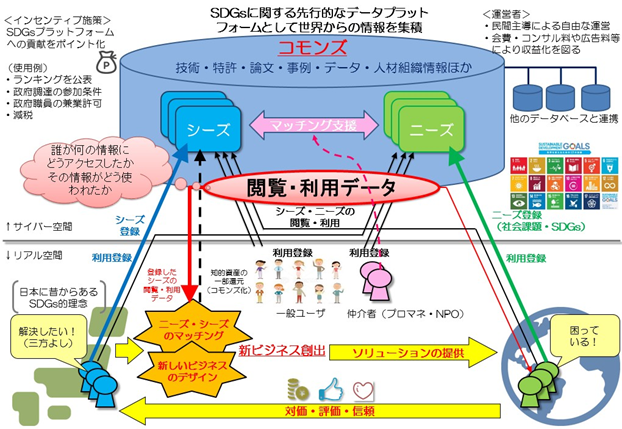 ＜インセンティブ施策＞
SDGsプラットフォーム
への貢献をポイント化
P
（使用例）
・ランキングを公表
・政府調達の参加条件
・政府職員の兼業許可
・減税
SDGsに関する先行的なデータプラット
フォームとして世界からの情報を集積
コモンズ
技術・特許・論文・事例・データ・人材組織情報ほか
＜運営者＞
・民間主導による自由な運営
・会費・コンサル料や広告料等
により収益化を図る
他のデータベースと連携
シーズ
マッチング支援
ニーズ
誰が何の情報に
どうアクセスしたか
その情報がどう使
われたか
閲覧・利用データ
シーズ・ニーズの
閲覧・利用
SUSTAINABLE
DEVELOPMENT
GOALS
シーズ
登録
ニーズ登録
（社会課題・SDGs）
↑サイバー空間
↓リアル空間
利用登録
利用登録
利用登録
利用登録
登録した
シーズの
閲覧・利用
データ
知的資産の
一部還元
（コモンズ化）
一般ユーザ
仲介者（プロマネ・NPO）
日本に昔からある
SDGs的理念
解決したい！
（三方よし）
ニーズ・シーズ
のマッチング
新しいビジネス
のデザイン
新ビジネス創出
ソリューションの提供
困って
いる！
対価・評価・信頼